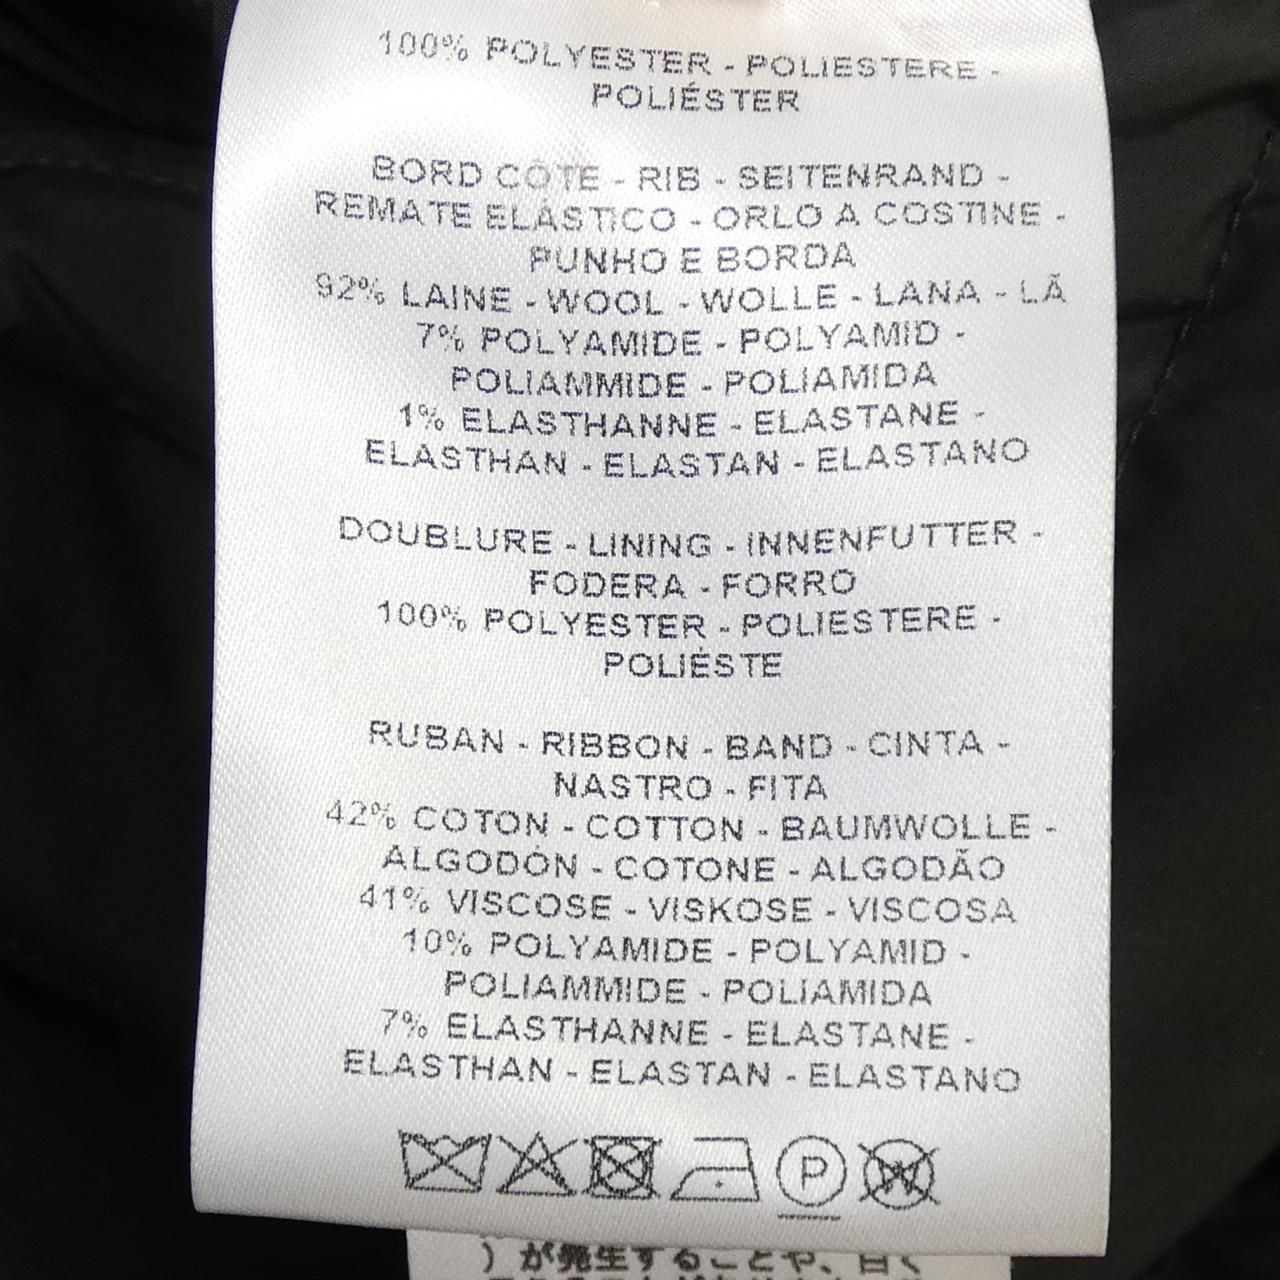 100% POLYESTER - POLIESTERE -
POLIÉSTER
BORD CÔTE - RIB - SEITENRAND -
REMATE ELÁSTICO - ORLO A COSTINE -
PUNHO E BORDA
92% LAINE - WOOL - WOLLE - LANA - LÃ
7% POLYAMIDE - POLYAMID -
POLIAMMIDE - POLIAMIDA
1% ELASTHANNE - ELASTANE -
ELASTHAN - ELASTAN - ELASTANO
DOUBLURE - LINING - INNENFUTTER -
FODERA - FORRO
100% POLYESTER - POLIESTERE -
POLIÉSTE
RUBAN - RIBBON - BAND - CINTA -
NASTRO - FITA
42% COTON - COTTON - BAUMWOLLE -
ALGODÓN - COTONE - ALGODÃO
41% VISCOSE - VISKOSE - VISCOSA
10% POLYAMIDE - POLYAMID -
POLIAMMIDE - POLIAMIDA
7% ELASTHANNE - ELASTANE -
ELASTHAN - ELASTAN - ELASTANO
P W
)が発生することや、白く